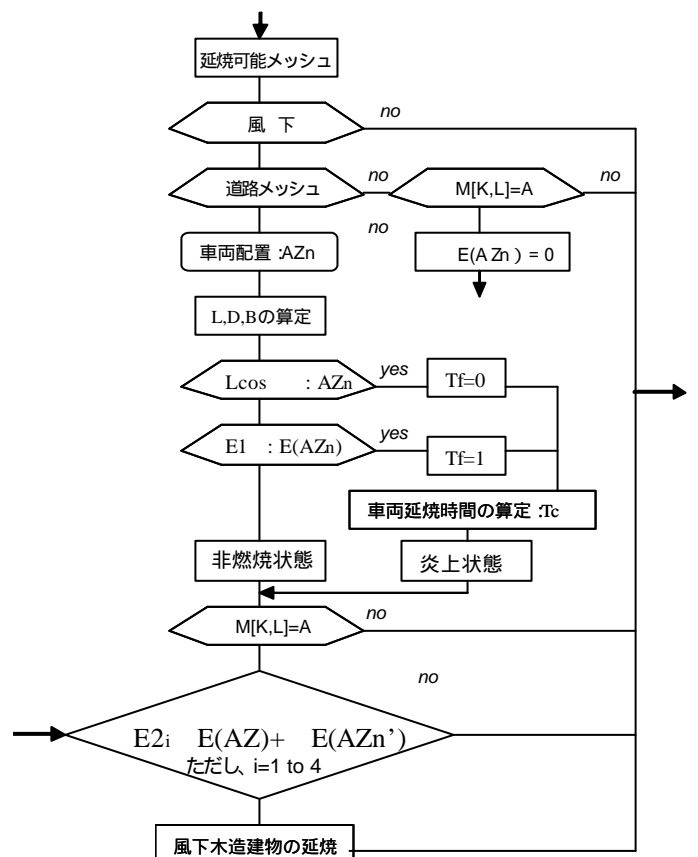 延焼可能メッシュ
風 下
no
道路メッシュ
no
M[K,L]=A
no
車両配置:AZn
no
E(A Zn ) = 0
L,D,Bの算定
Lcos : AZn
yes
Tf=0
E1 : E(AZn)
yes
Tf=1
車両延焼時間の算定:Tc
非燃焼状態
炎上状態
M[K,L]=A
no
no
E2i E(AZ)+ E(AZn’)
ただし、i=1 to 4
風下木造建物の延焼